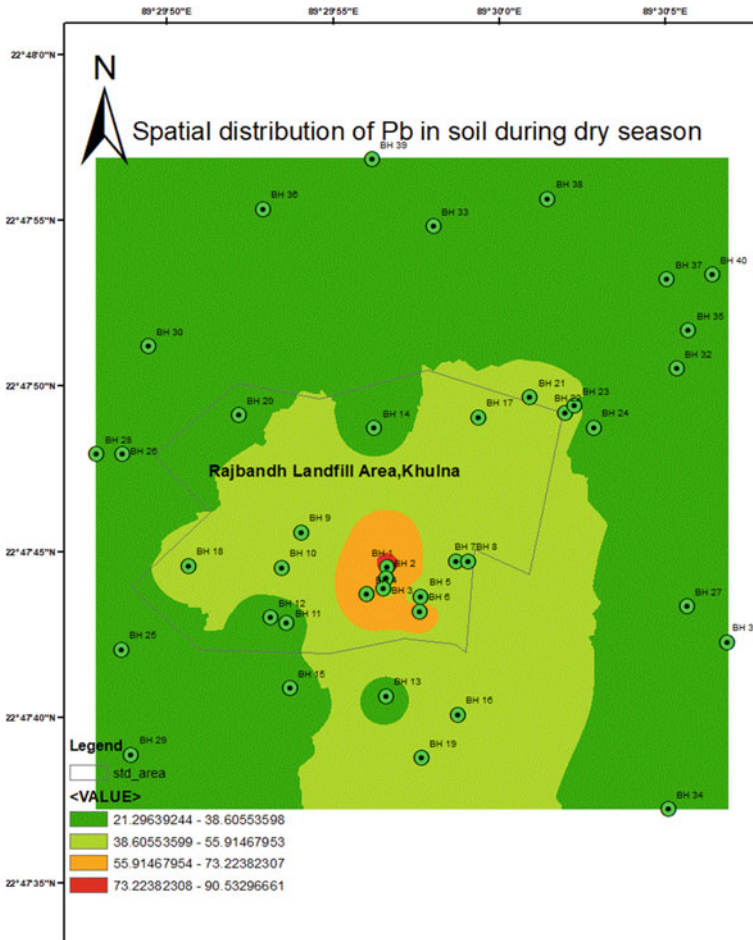 89°29'50"E 89°29'55"E 89°30'0"E 89°30'5"E
22°48'0"N
N
Spatial distribution of Pb in soil during dry season
BH 39
BH 38
BH 36
BH 33
22°47'55"N
BH 37 BH 40
BH 35
BH 30
BH 32
22°47'50"N
BH 21
BH 23
BH 20
BH 22
BH 17
BH 14
BH 24
BH 28 BH 26
Rajbandh Landfill Area,Khulna
BH 9
22°47'45"N
BH-1 BH 7 BH 8
BH 18 BH 10 BH 2
BH 5
BH 3
BH 6
BH 12
BH 11
BH 27
BH 25
BH 3
BH 15 BH 13
22°47'40"N
BH 16
BH 29
BH 19
Legend
std_area
<VALUE>
BH 34
21.29639244 - 38.60553598
38.60553599 - 55.91467953
55.91467954 - 73.22382307
73.22382308 - 90.53296661
22°47'35"N